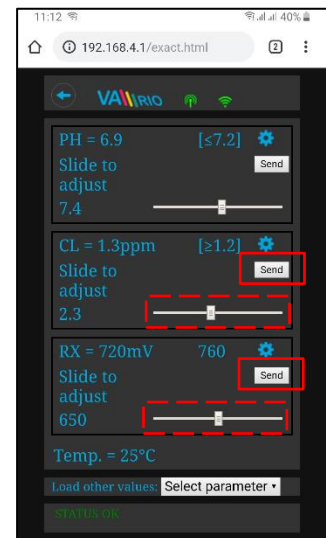 11:12
40%
192.168.4.1/exact.html
2
VAllIRIO
PH = 6.9 [≤7.2]
Slide to Send
adjust
7.4
CL = 1.3ppm [≥1.2]
Slide to Send
adjust
2.3
RX = 720mV 760
Slide to Send
adjust
650
Temp. = 25°C
Load other values: Select parameter
STATUS OK